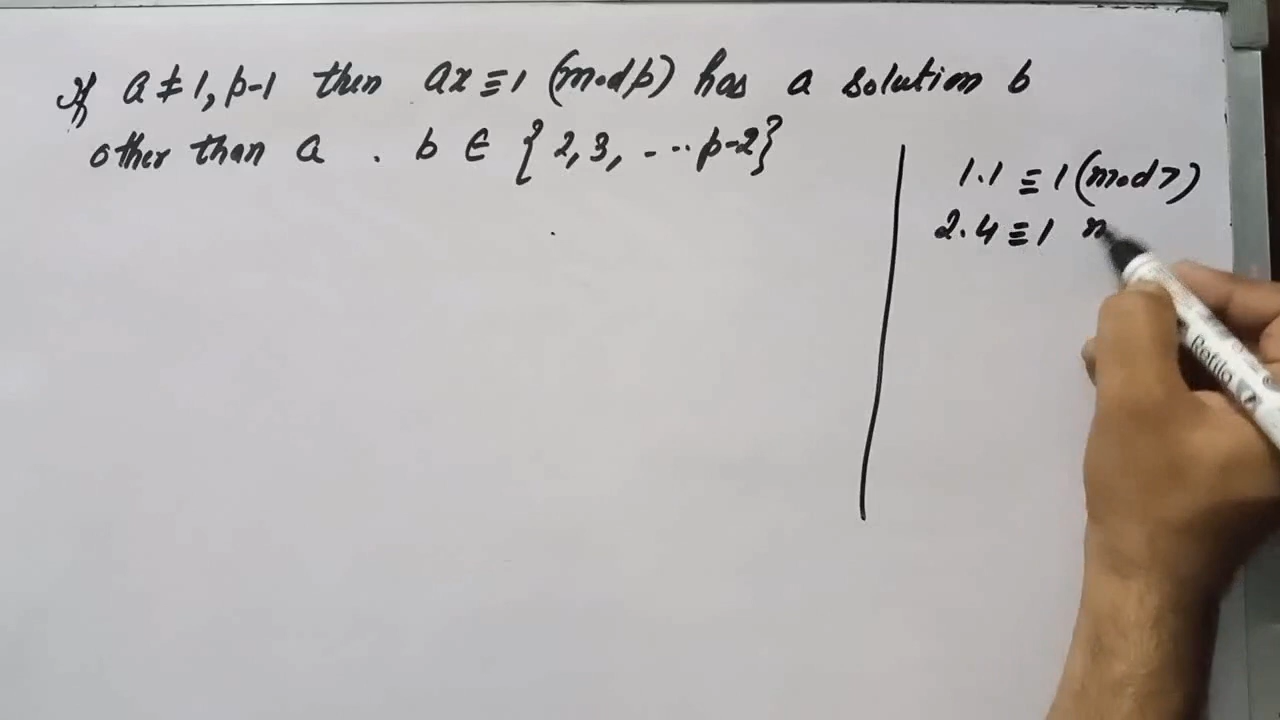 If a ≠ 1, p-1 then ax ≡ 1 (mod p) has a solution b
other than a . b ∈ {2, 3, ... p-2}
1.1 ≡ 1 (mod 7)
2.4 ≡ 1 m
Refilo